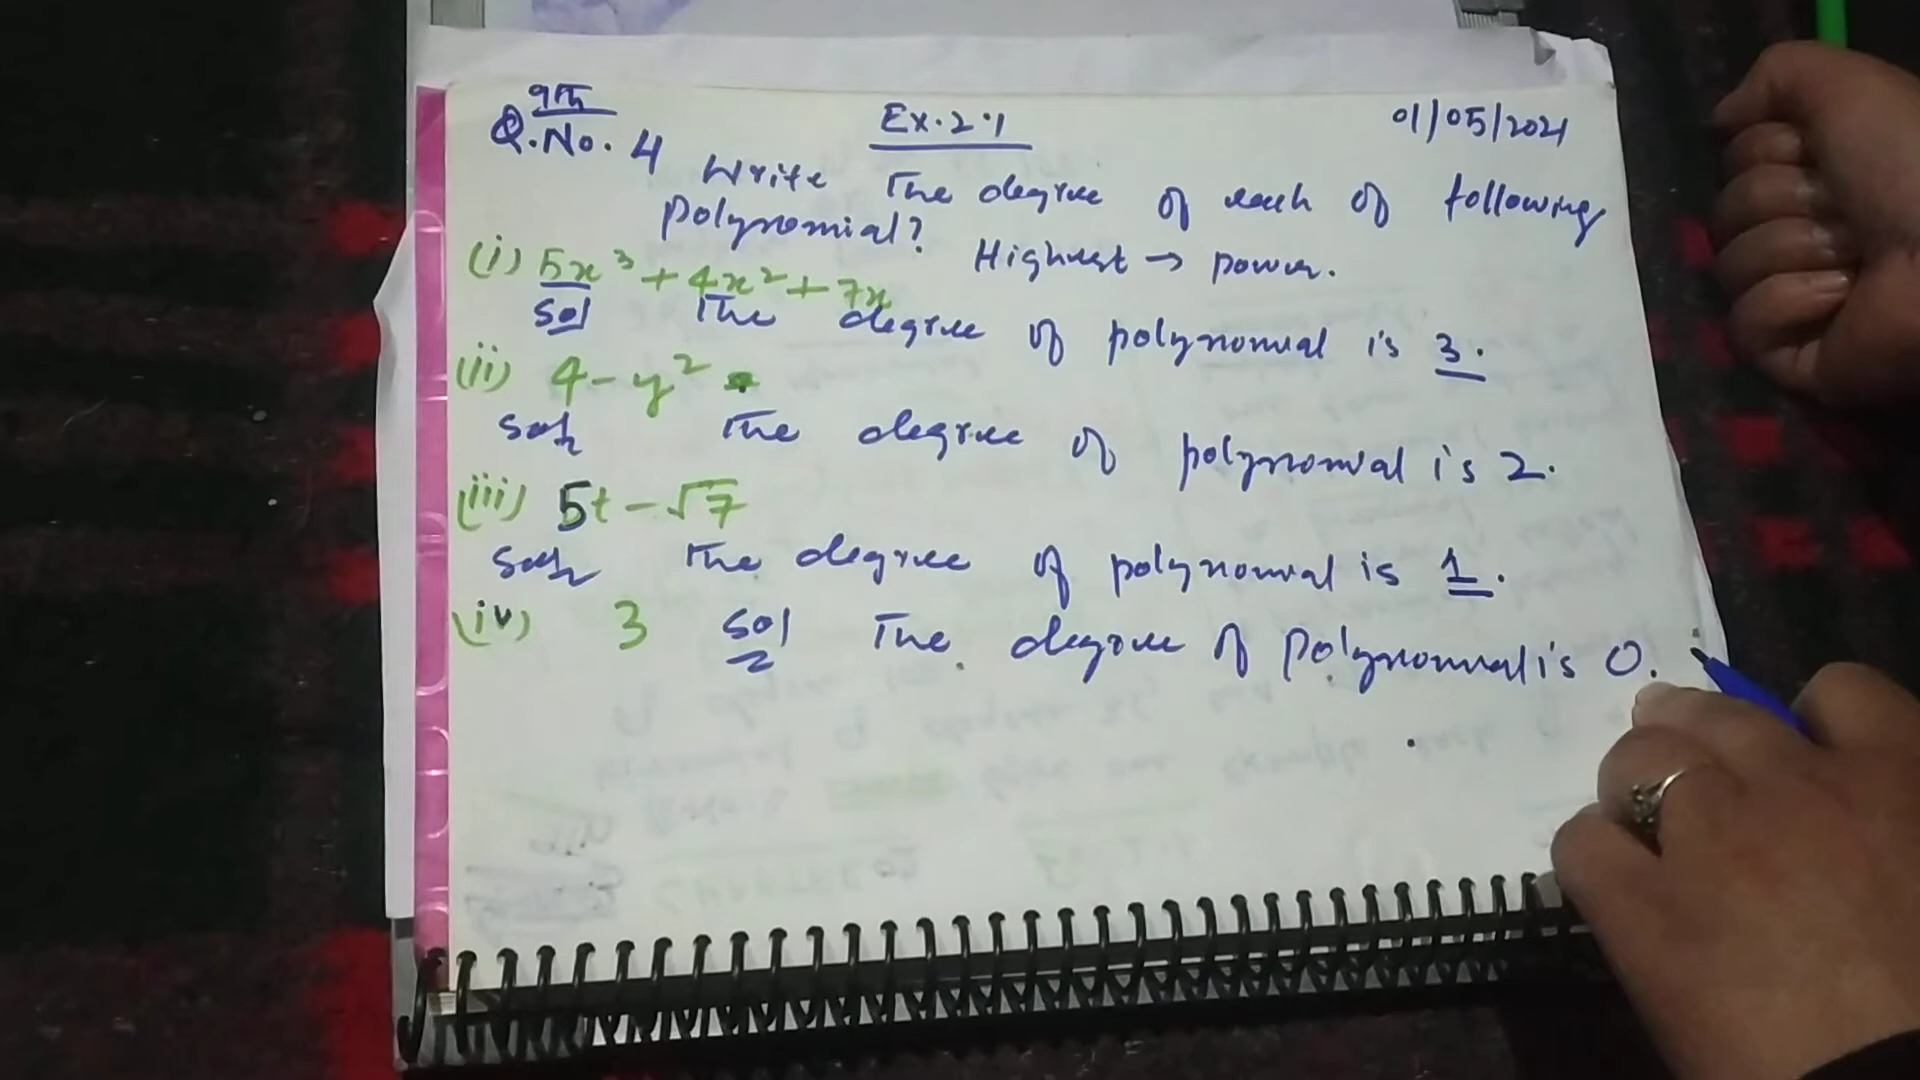 9th Ex. 2.1 01/05/2021
Q.No. 4 Write The degree of each of following
polynomial? Highest → power.
(i) 5x³ + 4x² + 7x
Sol The degree of polynomial is 3.
(ii) 4 - y²
Soln The degree of polynomial is 2.
(iii) 5t - √7
Soln The degree of polynomial is 1.
(iv) 3 Sol The degree of polynomial is 0.